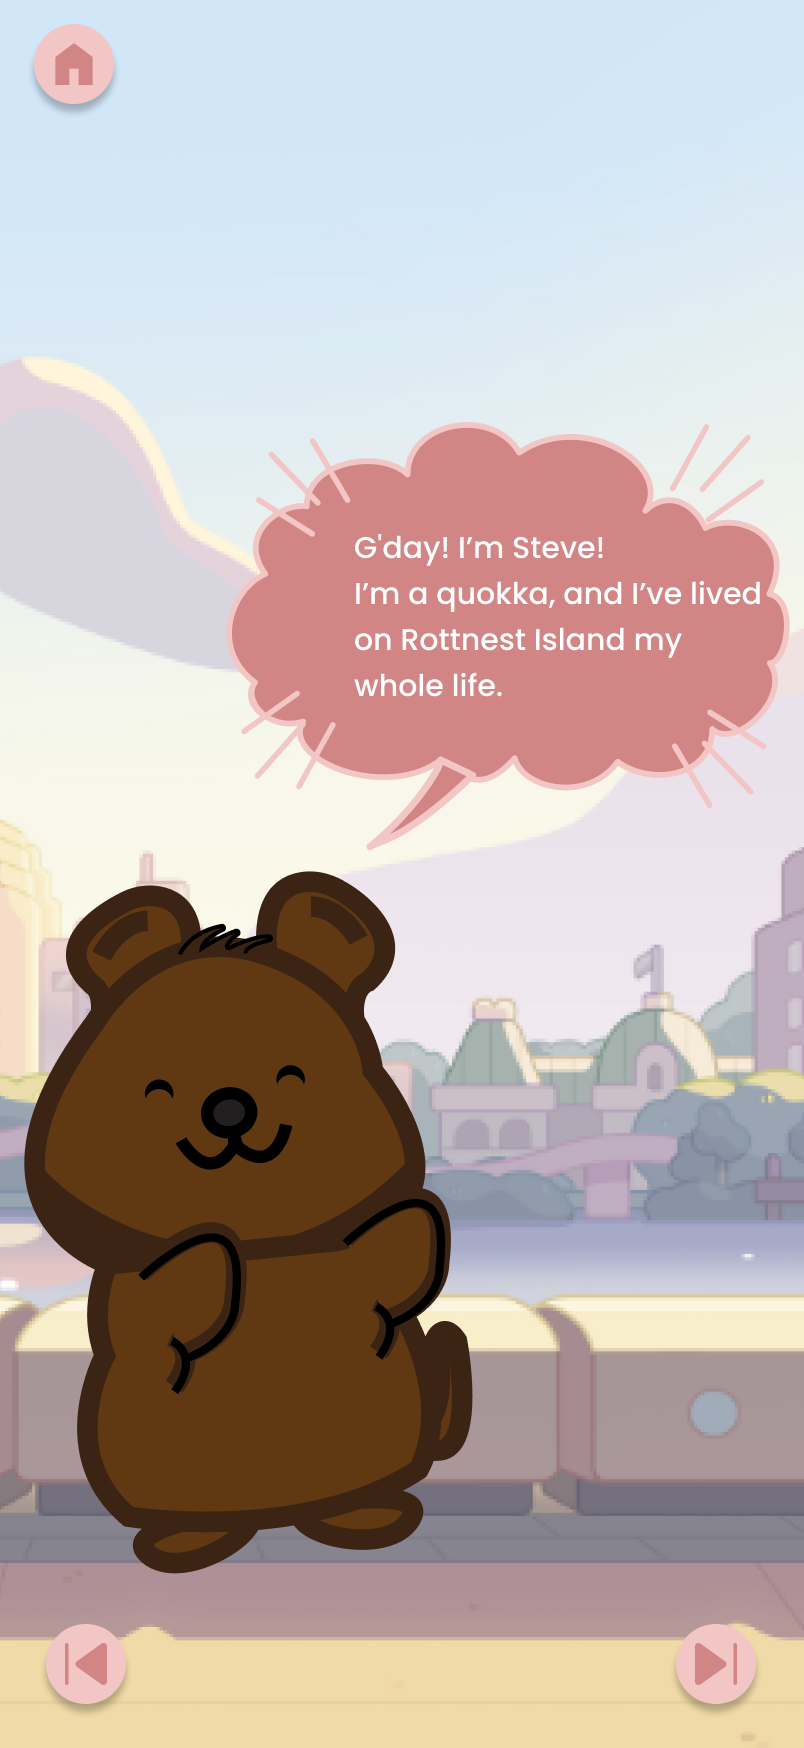 G'day! I’m Steve!
I’m a quokka, and I’ve lived
on Rottnest Island my
whole life.